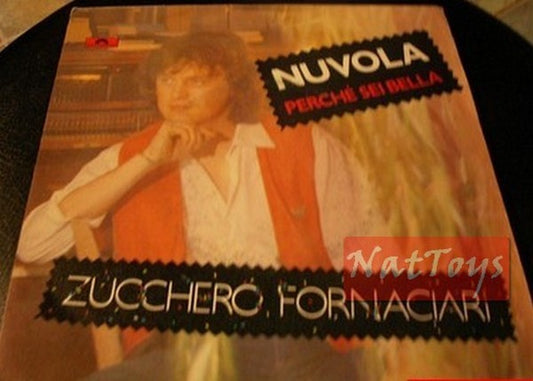 NUVOLA
PERCHÉ SEI BELLA
NatToys
ZUCCHERO FORNACIARI